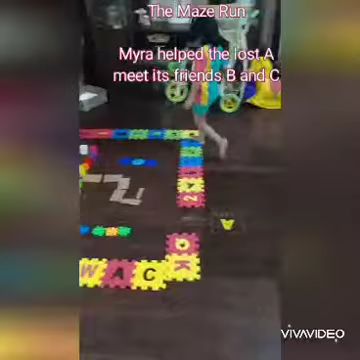 The Maze Run
Myra helped the lost A
meet its friends B and C
W A C K
VIVAVIDEO